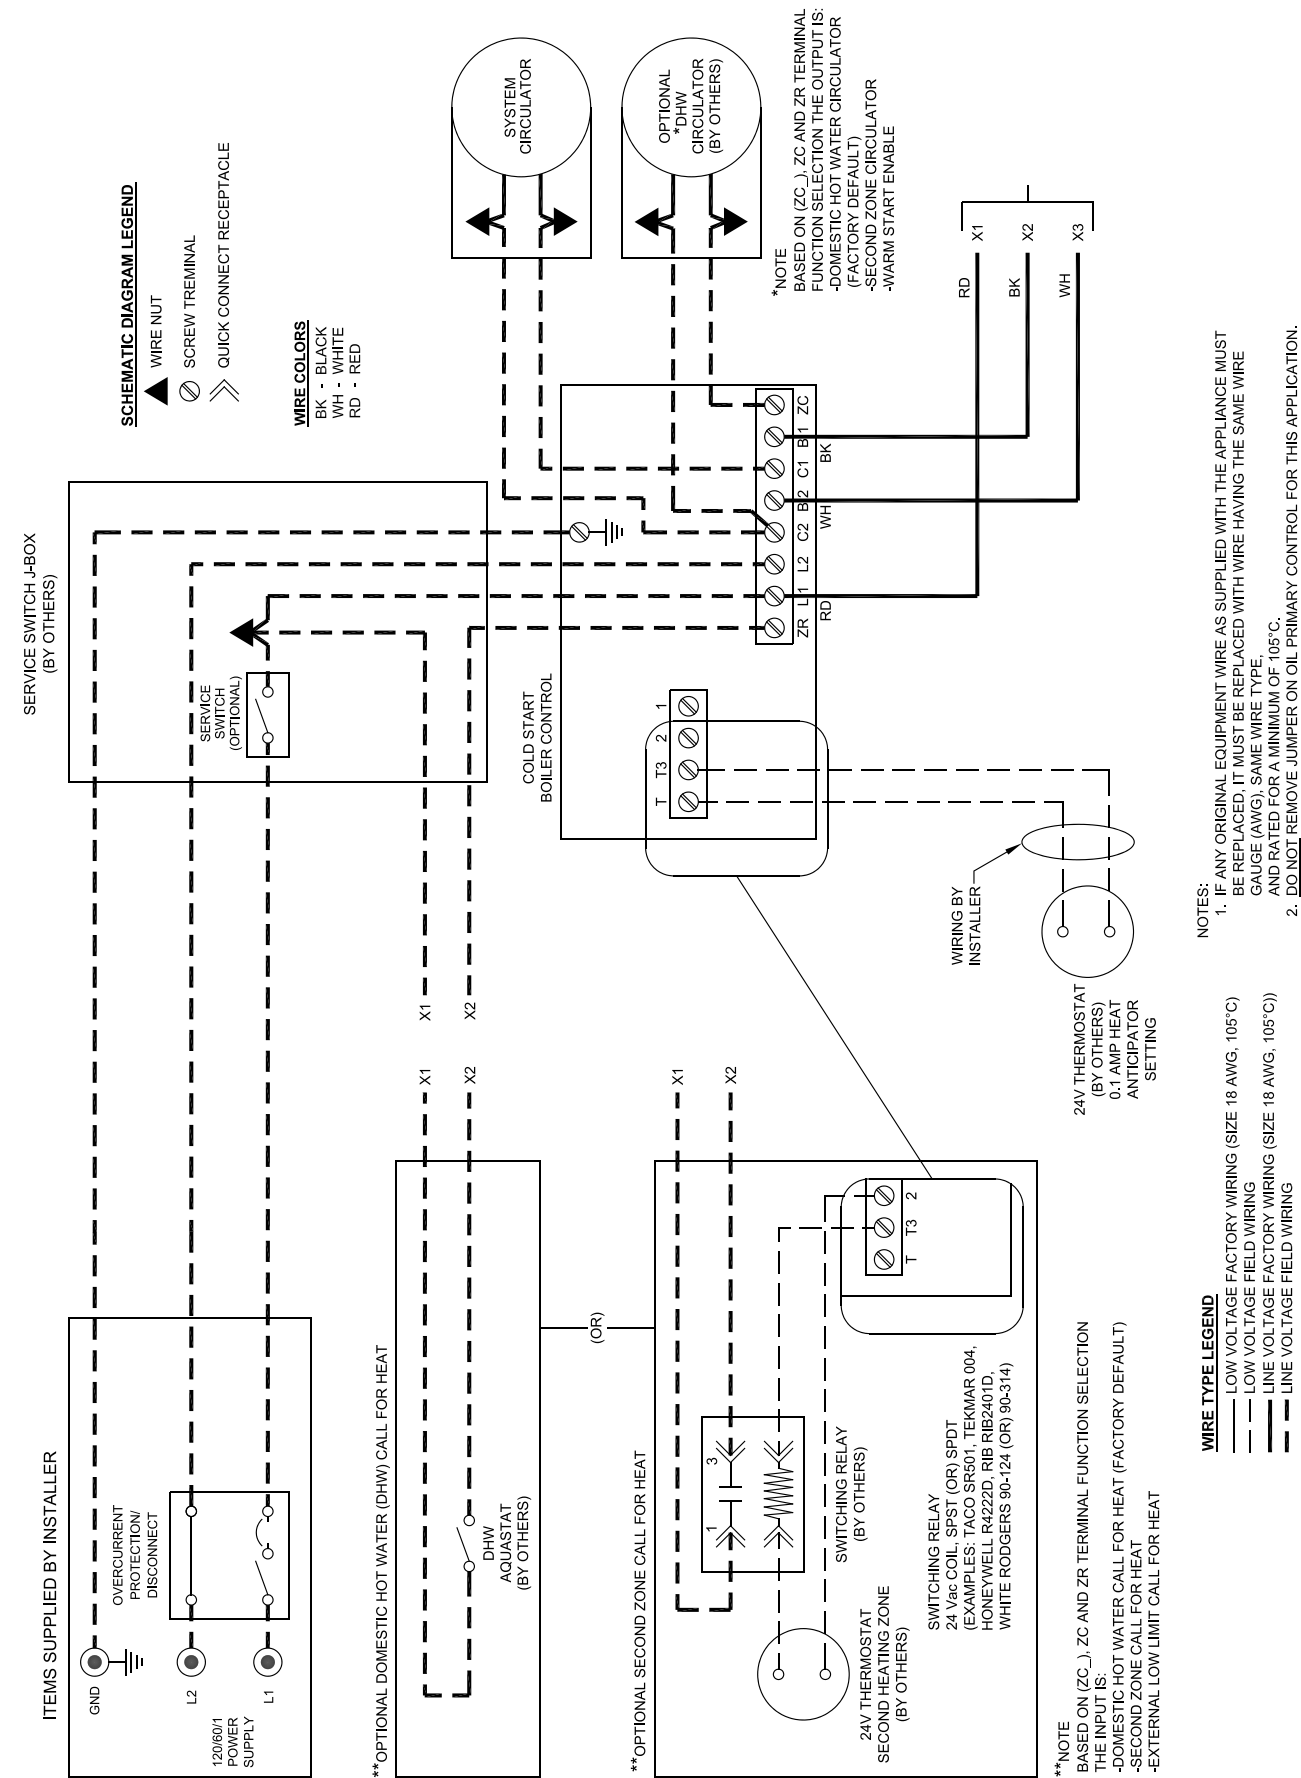 ITEMS SUPPLIED BY INSTALLER
OVERCURRENT
PROTECTION/
DISCONNECT
GND
L2
L1
120/60/1
POWER
SUPPLY
SERVICE SWITCH J-BOX
(BY OTHERS)
SERVICE
SWITCH
(OPTIONAL)
SCHEMATIC DIAGRAM LEGEND
WIRE NUT
SCREW TREMINAL
QUICK CONNECT RECEPTACLE
WIRE COLORS
BK - BLACK
WH - WHITE
RD - RED
SYSTEM
CIRCULATOR
OPTIONAL
*DHW
CIRCULATOR
(BY OTHERS)
*NOTE
BASED ON (ZC_), ZC AND ZR TERMINAL
FUNCTION SELECTION THE OUTPUT IS:
-DOMESTIC HOT WATER CIRCULATOR
(FACTORY DEFAULT)
-SECOND ZONE CIRCULATOR
-WARM START ENABLE
**OPTIONAL DOMESTIC HOT WATER (DHW) CALL FOR HEAT
X1
X2
X1
X2
DHW
AQUASTAT
(BY OTHERS)
(OR)
COLD START
BOILER CONTROL
T T3 2 1
ZR L1 L2 C2 B2 C1 B1 ZC
RD WH BK
RD X1
BK X2
WH X3
**OPTIONAL SECOND ZONE CALL FOR HEAT
X1
X2
1 3
SWITCHING RELAY
(BY OTHERS)
24V THERMOSTAT
SECOND HEATING ZONE
(BY OTHERS)
T T3 2
SWITCHING RELAY
24 Vac COIL, SPST (OR) SPDT
(EXAMPLES: TACO SR501, TEKMAR 004,
HONEYWELL R4222D, RIB RIB2401D,
WHITE RODGERS 90-124 (OR) 90-314)
WIRING BY
INSTALLER
24V THERMOSTAT
(BY OTHERS)
0.1 AMP HEAT
ANTICIPATOR
SETTING
**NOTE
BASED ON (ZC_), ZC AND ZR TERMINAL FUNCTION SELECTION
THE INPUT IS:
-DOMESTIC HOT WATER CALL FOR HEAT (FACTORY DEFAULT)
-SECOND ZONE CALL FOR HEAT
-EXTERNAL LOW LIMIT CALL FOR HEAT
WIRE TYPE LEGEND
LOW VOLTAGE FACTORY WIRING (SIZE 18 AWG, 105°C)
LOW VOLTAGE FIELD WIRING
LINE VOLTAGE FACTORY WIRING (SIZE 18 AWG, 105°C))
LINE VOLTAGE FIELD WIRING
NOTES:
1. IF ANY ORIGINAL EQUIPMENT WIRE AS SUPPLIED WITH THE APPLIANCE MUST
BE REPLACED, IT MUST BE REPLACED WITH WIRE HAVING THE SAME WIRE
GAUGE (AWG), SAME WIRE TYPE,
AND RATED FOR A MINIMUM OF 105°C.
2. DO NOT REMOVE JUMPER ON OIL PRIMARY CONTROL FOR THIS APPLICATION.